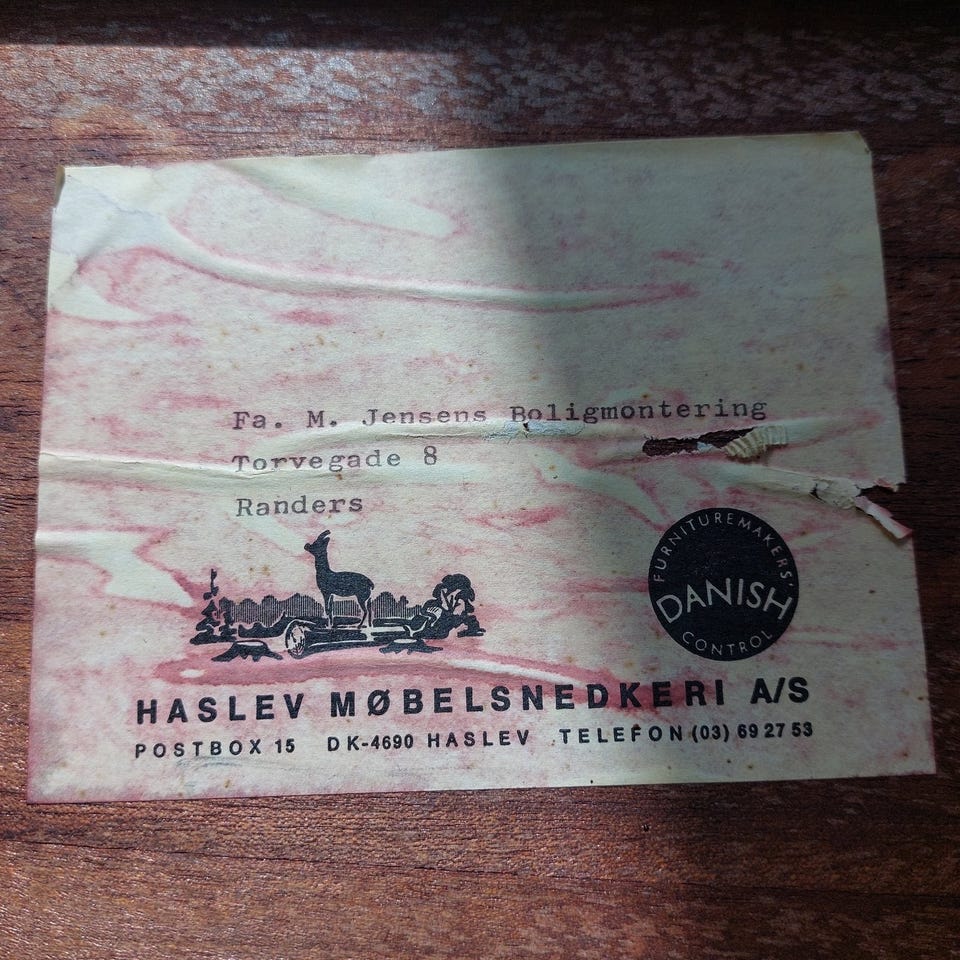 Fa. M. Jensens Boligmontering
Torvegade 8
Randers
FURNITUREMAKERS'
DANISH
CONTROL
HASLEV MØBELSNEDKERI A/S
POSTBOX 15 DK-4690 HASLEV TELEFON (03) 69 27 53